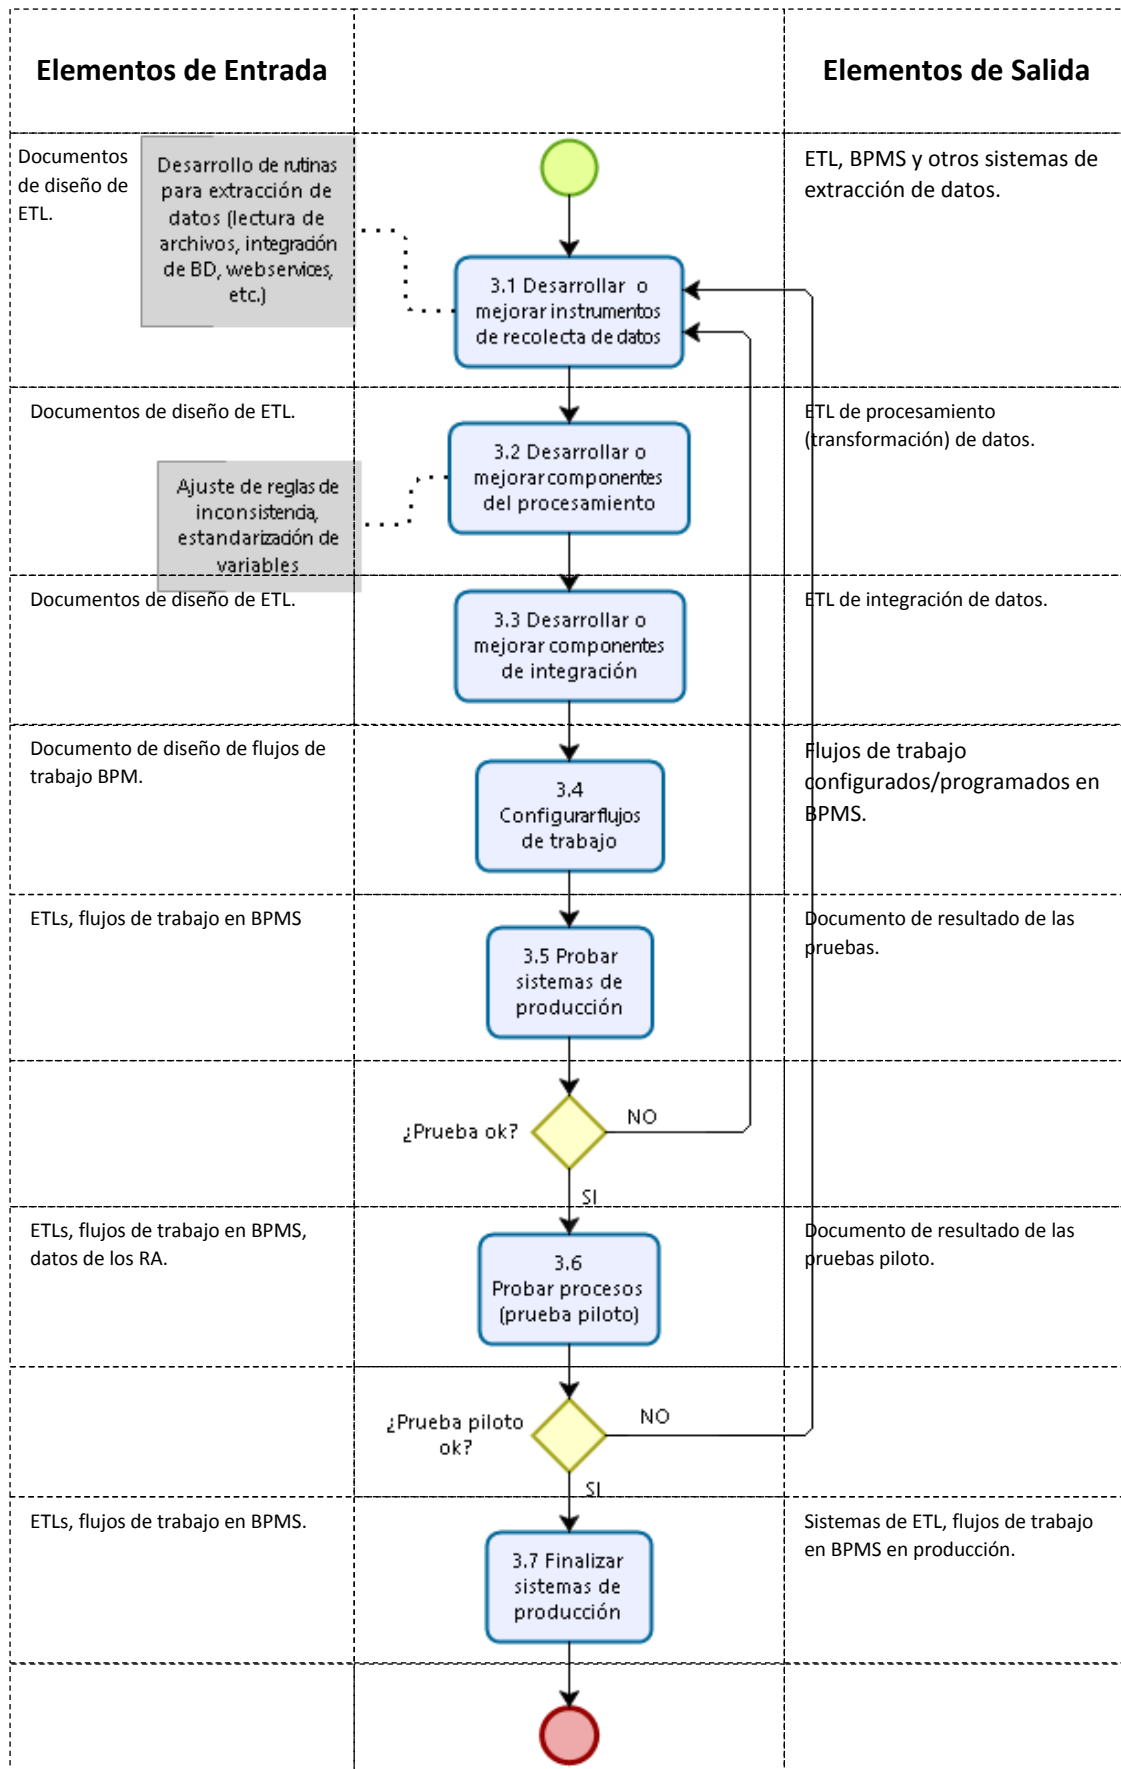 Elementos de Entrada
Elementos de Salida
Documentos
de diseño de
ETL.
Desarrollo de rutinas
para extracción de
datos (lectura de
archivos, integración
de BD, webservices,
etc.)
3.1 Desarrollar o
mejorar instrumentos
de recolecta de datos
ETL, BPMS y otros sistemas de
extracción de datos.
Documentos de diseño de ETL.
Ajuste de reglas de
inconsistencia,
estandarización de
variables
3.2 Desarrollar o
mejorar componentes
del procesamiento
ETL de procesamiento
(transformación) de datos.
Documentos de diseño de ETL.
3.3 Desarrollar o
mejorar componentes
de integración
ETL de integración de datos.
Documento de diseño de flujos de
trabajo BPM.
3.4
Configurar flujos
de trabajo
Flujos de trabajo
configurados/programados en
BPMS.
ETLs, flujos de trabajo en BPMS
3.5 Probar
sistemas de
producción
Documento de resultado de las
pruebas.
¿Prueba ok?
NO
SI
ETLs, flujos de trabajo en BPMS,
datos de los RA.
3.6
Probar procesos
(prueba piloto)
Documento de resultado de las
pruebas piloto.
¿Prueba piloto
ok?
NO
SI
ETLs, flujos de trabajo en BPMS.
3.7 Finalizar
sistemas de
producción
Sistemas de ETL, flujos de trabajo
en BPMS en producción.